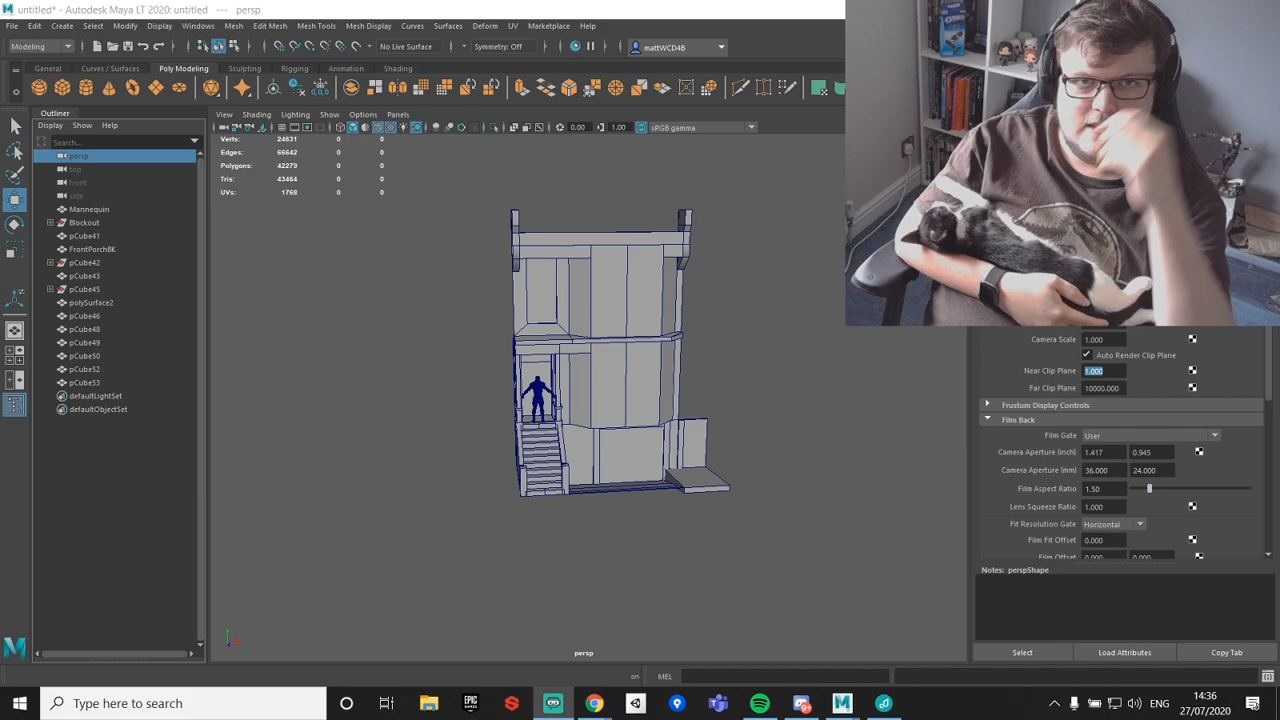 untitled* - Autodesk Maya LT 2020: untitled --- persp
File Edit Create Select Modify Display Windows Mesh Edit Mesh Mesh Tools Mesh Display Curves Surfaces Deform UV Marketplace Help
Modeling No Live Surface Symmetry: Off mattWCD4B
General Curves / Surfaces Poly Modeling Sculpting Rigging Animation Shading
Outliner
Display Show Help
Search...
persp
top
front
side
Mannequin
Blockout
pCube41
FrontPorchBK
pCube42
pCube43
pCube45
polySurface2
pCube46
pCube48
pCube49
pCube50
pCube52
pCube53
defaultLightSet
defaultObjectSet
View Shading Lighting Show Options Panels
0.00 1.00 sRGB gamma
Verts: 24631 0 0
Edges: 66642 0 0
Polygons: 42279 0 0
Tris: 43464 0 0
UVs: 1768 0 0
persp
Camera Scale 1.000
Auto Render Clip Plane
Near Clip Plane 1.000
Far Clip Plane 10000.000
Frustum Display Controls
Film Back
Film Gate User
Camera Aperture (inch) 1.417 0.945
Camera Aperture (mm) 36.000 24.000
Film Aspect Ratio 1.50
Lens Squeeze Ratio 1.000
Fit Resolution Gate Horizontal
Film Fit Offset 0.000
Film Offset 0.000 0.000
Notes: perspShape
Select Load Attributes Copy Tab
on MEL
Type here to search
ENG
14:36
27/07/2020